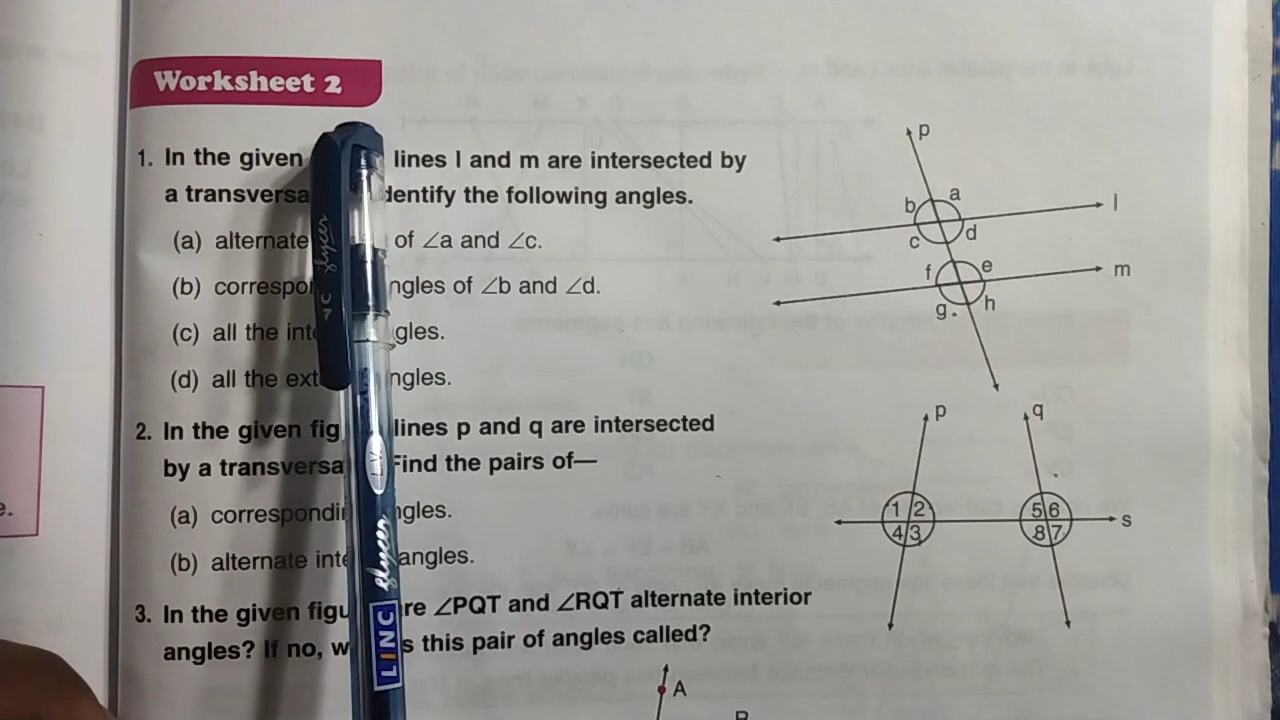 Worksheet 2
1. In the given lines l and m are intersected by
a transversa dentify the following angles.
(a) alternate of ∠a and ∠c.
(b) correspo ngles of ∠b and ∠d.
(c) all the int gles.
(d) all the ext ngles.
2. In the given fig lines p and q are intersected
by a transversa Find the pairs of—
(a) correspondi ngles.
(b) alternate inte angles.
3. In the given figu re ∠PQT and ∠RQT alternate interior
angles? If no, w s this pair of angles called?
p
a
b
l
c
d
f
e
m
g
h
p
q
1 2
5 6
s
4 3
8 7
A
B
e.
LINC glycer
glycer